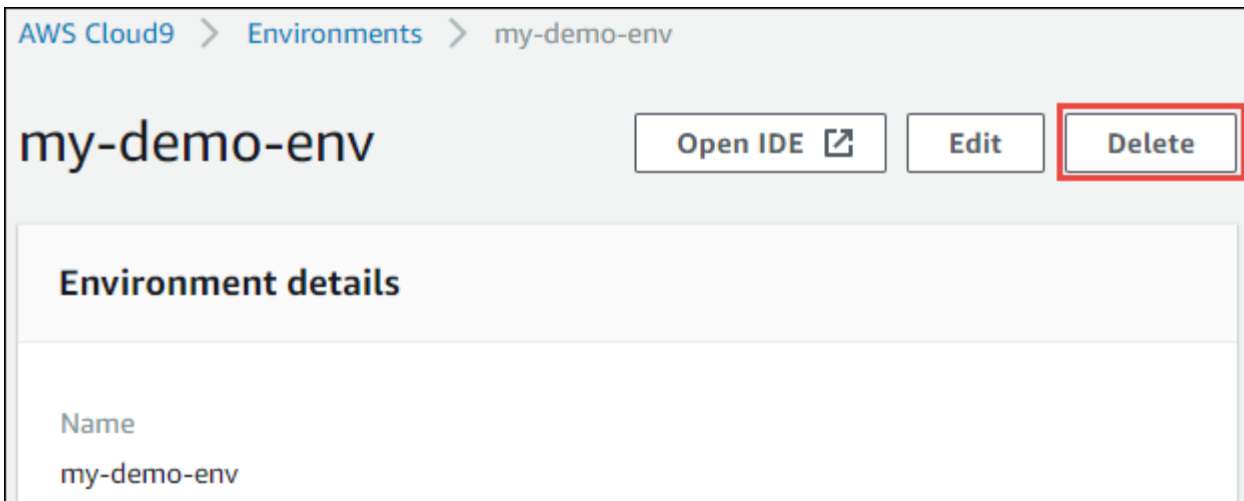 AWS Cloud9 > Environments > my-demo-env
my-demo-env Open IDE Edit Delete
Environment details
Name
my-demo-env